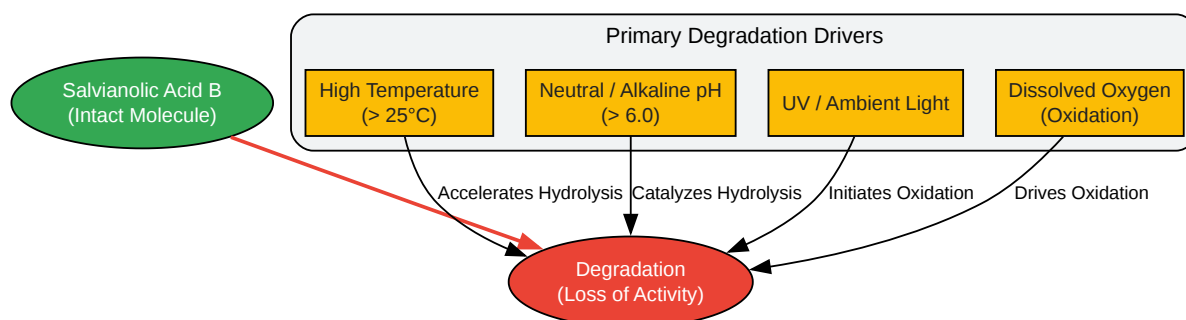 Primary Degradation Drivers
Salvianolic Acid B
(Intact Molecule)
High Temperature
(> 25°C)
Neutral / Alkaline pH
(> 6.0)
UV / Ambient Light
Dissolved Oxygen
(Oxidation)
Accelerates Hydrolysis
Catalyzes Hydrolysis
Initiates Oxidation
Drives Oxidation
Degradation
(Loss of Activity)